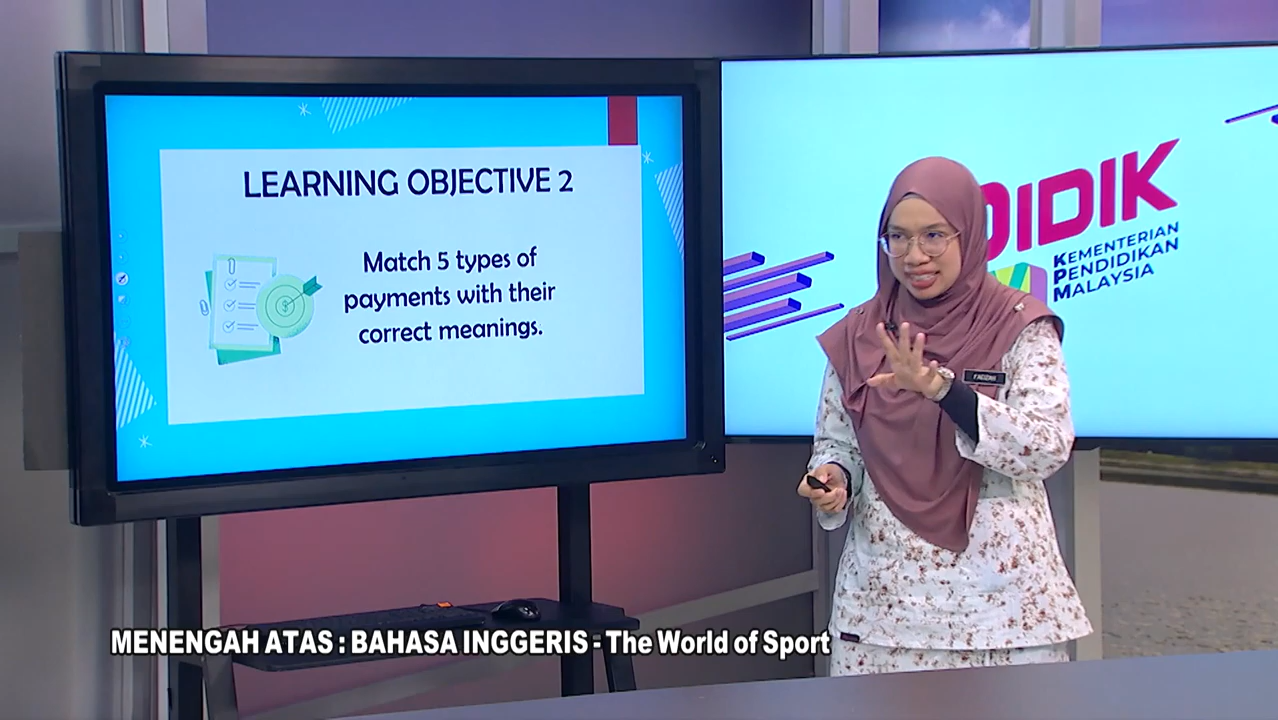 LEARNING OBJECTIVE 2
Match 5 types of
payments with their
correct meanings.
DIDIK
KEMENTERIAN
PENDIDIKAN
MALAYSIA
MENENGAH ATAS : BAHASA INGGERIS - The World of Sport